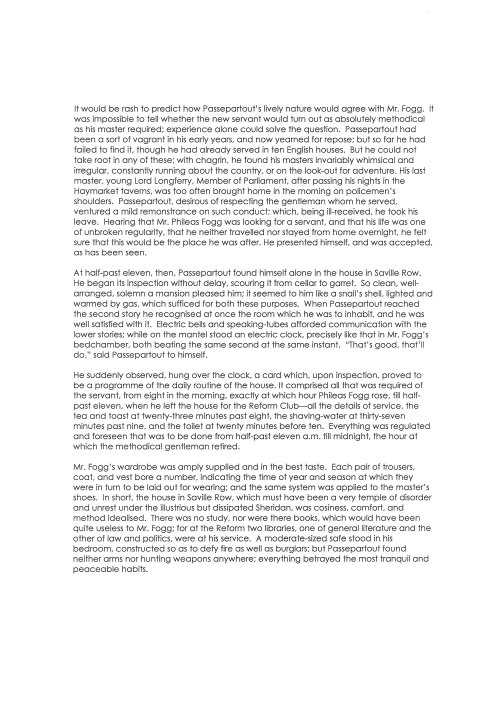 It would be rash to predict how Passepartout's lively nature would agree with Mr. Fogg.  It
was impossible to tell whether the new servant would turn out as absolutely methodical
as his master required; experience alone could solve the question.  Passepartout had
been a sort of vagrant in his early years, and now yearned for repose; but so far he had
failed to find it, though he had already served in ten English houses.  But he could not
take root in any of these; with chagrin, he found his masters invariably whimsical and
irregular, constantly running about the country, or on the look-out for adventure. His last
master, young Lord Longferry, Member of Parliament, after passing his nights in the
Haymarket taverns, was too often brought home in the morning on policemen's
shoulders.  Passepartout, desirous of respecting the gentleman whom he served,
ventured a mild remonstrance on such conduct; which, being ill-received, he took his
leave.  Hearing that Mr. Phileas Fogg was looking for a servant, and that his life was one
of unbroken regularity, that he neither travelled nor stayed from home overnight, he felt
sure that this would be the place he was after. He presented himself, and was accepted,
as has been seen.
At half-past eleven, then, Passepartout found himself alone in the house in Saville Row.
He began its inspection without delay, scouring it from cellar to garret.  So clean, well-
arranged, solemn a mansion pleased him; it seemed to him like a snail's shell, lighted and
warmed by gas, which sufficed for both these purposes.  When Passepartout reached
the second story he recognised at once the room which he was to inhabit, and he was
well satisfied with it.  Electric bells and speaking-tubes afforded communication with the
lower stories; while on the mantel stood an electric clock, precisely like that in Mr. Fogg's
bedchamber, both beating the same second at the same instant.  "That's good, that'll
do," said Passepartout to himself.
He suddenly observed, hung over the clock, a card which, upon inspection, proved to
be a programme of the daily routine of the house. It comprised all that was required of
the servant, from eight in the morning, exactly at which hour Phileas Fogg rose, till half-
past eleven, when he left the house for the Reform Club—all the details of service, the
tea and toast at twenty-three minutes past eight, the shaving-water at thirty-seven
minutes past nine, and the toilet at twenty minutes before ten.  Everything was regulated
and foreseen that was to be done from half-past eleven a.m. till midnight, the hour at
which the methodical gentleman retired.
Mr. Fogg's wardrobe was amply supplied and in the best taste.  Each pair of trousers,
coat, and vest bore a number, indicating the time of year and season at which they
were in turn to be laid out for wearing; and the same system was applied to the master's
shoes.  In short, the house in Saville Row, which must have been a very temple of disorder
and unrest under the illustrious but dissipated Sheridan, was cosiness, comfort, and
method idealised.  There was no study, nor were there books, which would have been
quite useless to Mr. Fogg; for at the Reform two libraries, one of general literature and the
other of law and politics, were at his service.  A moderate-sized safe stood in his
bedroom, constructed so as to defy fire as well as burglars; but Passepartout found
neither arms nor hunting weapons anywhere; everything betrayed the most tranquil and
peaceable habits.